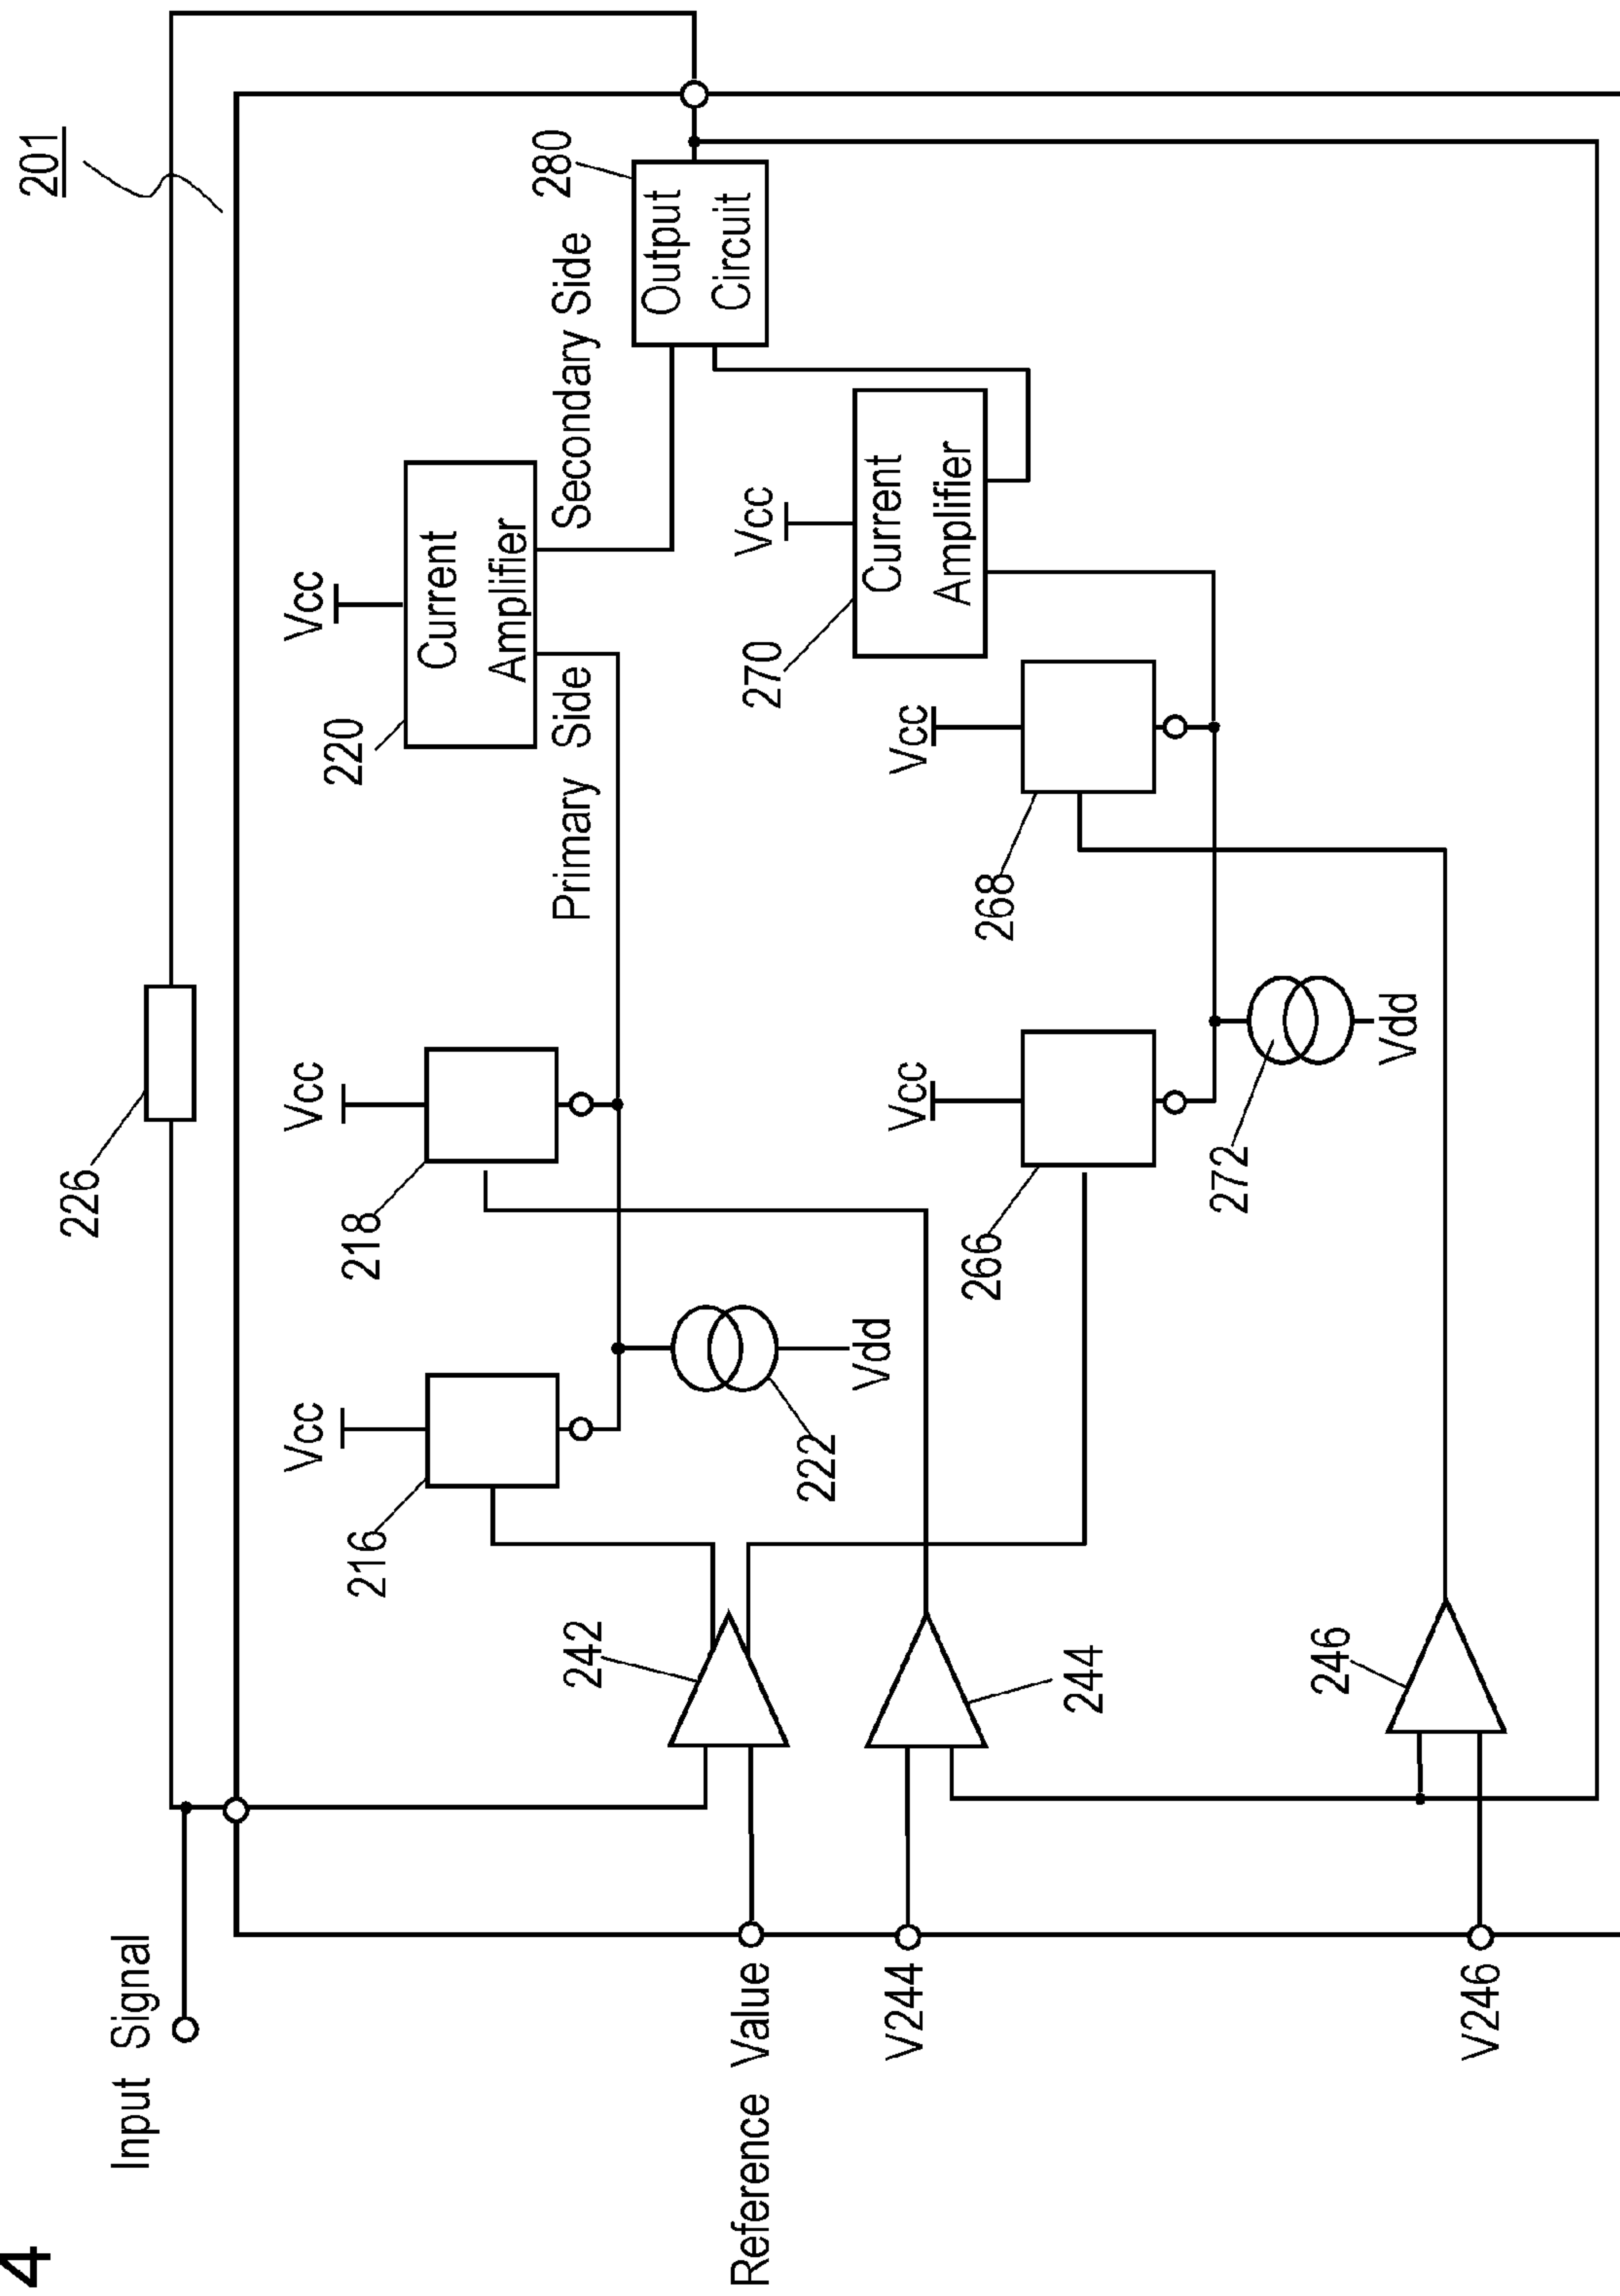 4
201
226
Input Signal
Vcc
216
Vcc
218
Vcc
220
Current
Amplifier
Primary Side
Secondary Side
280
Output
Circuit
222
Vdd
242
Reference Value
V244
244
Vcc
266
Vcc
268
Vcc
270
Current
Amplifier
272
Vdd
246
V246